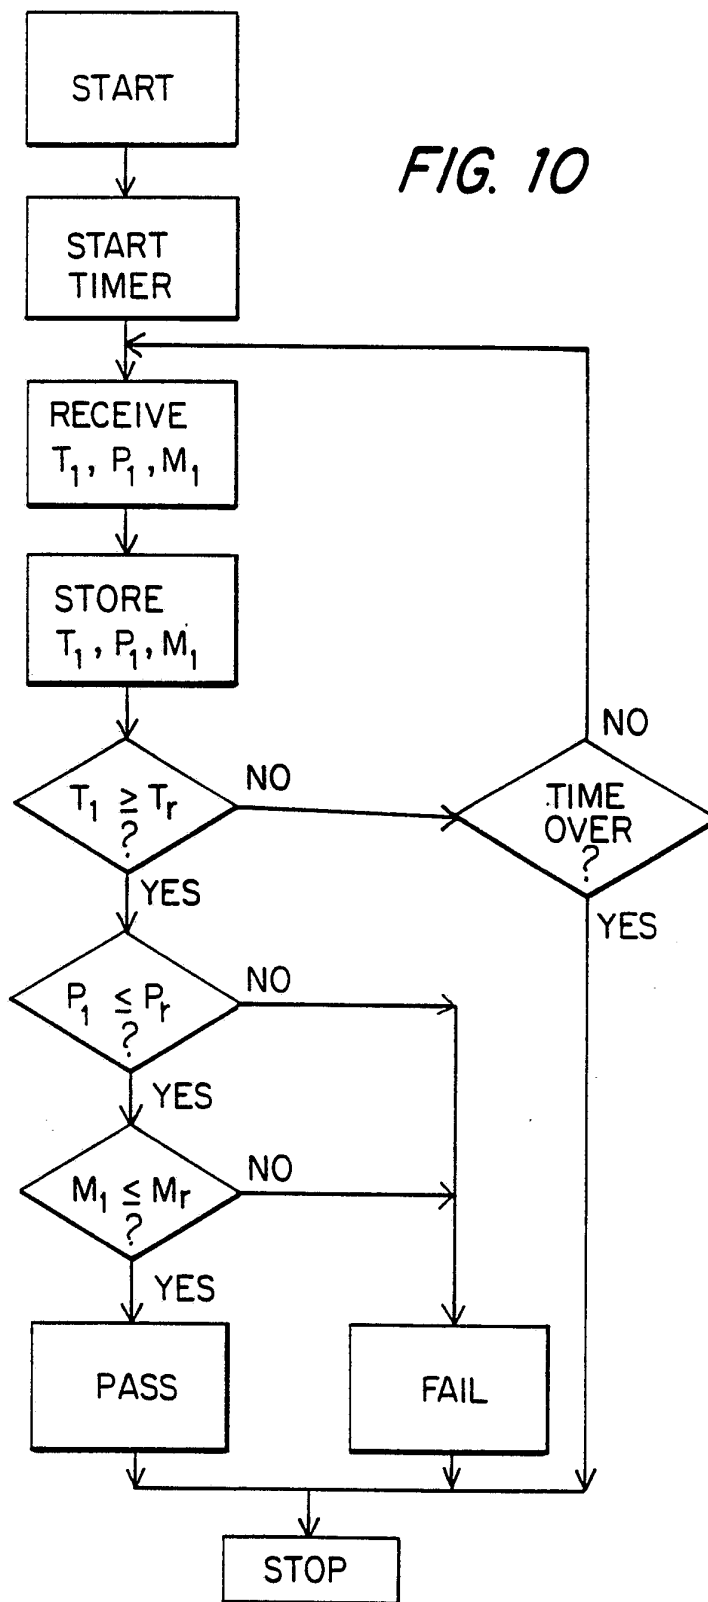 START
FIG. 10
START
TIMER
RECEIVE
T₁, P₁, M₁
STORE
T₁, P₁, M₁
T₁ ≥ Tᵣ
?
NO
YES
TIME
OVER
?
NO
YES
P₁ ≤ Pᵣ
?
NO
YES
M₁ ≤ Mᵣ
?
NO
YES
PASS
FAIL
STOP